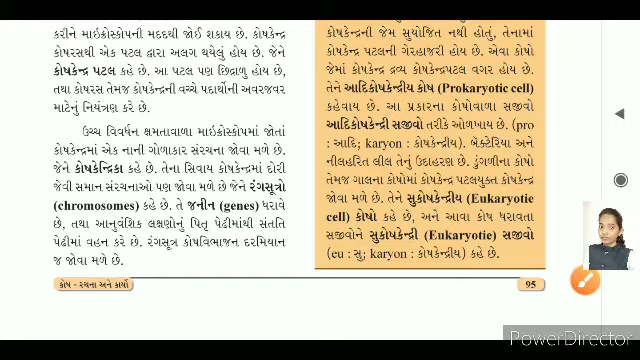 કરીને માઇક્રોસ્કોપની મદદથી જોઈ શકાય છે. કોષકેન્દ્ર
કોષરસથી એક પટલ દ્વારા અલગ થયેલું હોય છે. જેને
કોષકેન્દ્ર પટલ કહે છે. આ પટલ પણ છિદ્રાળુ હોય છે,
તથા કોષરસ તેમજ કોષકેન્દ્રની વચ્ચે પદાર્થોની અવરજવર
માટેનું નિયંત્રણ કરે છે.
ઉચ્ચ વિવર્ધન ક્ષમતાવાળા માઇક્રોસ્કોપમાં જોતાં
કોષકેન્દ્રમાં એક નાની ગોળાકાર સંરચના જોવા મળે છે.
જેને કોષકેન્દ્રિકા કહે છે. તેના સિવાય કોષકેન્દ્રમાં દોરી
જેવી સમાન સંરચનાઓ પણ જોવા મળે છે જેને રંગસૂત્રો
(chromosomes) કહે છે. તે જનીન (genes) ધરાવે
છે, તથા આનુવંશિક લક્ષણોનું પિતૃ પેઢીમાંથી સંતતિ
પેઢીમાં વહન કરે છે. રંગસૂત્ર કોષવિભાજન દરમિયાન
જ જોવા મળે છે.
કોષ - રચના અને કાર્યો
કોષકેન્દ્રની જેમ સુયોજિત નથી હોતું, તેનામાં
કોષકેન્દ્ર પટલની ગેરહાજરી હોય છે. એવા કોષો
જેમાં કોષકેન્દ્ર દ્રવ્ય કોષકેન્દ્રપટલ વગર હોય છે.
તેને આદિકોષકેન્દ્રીય કોષ (Prokaryotic cell)
કહેવાય છે. આ પ્રકારના કોષોવાળા સજીવો
આદિકોષકેન્દ્રી સજીવો તરીકે ઓળખાય છે. (pro
: આદિ; karyon : કોષકેન્દ્રીય). બૅક્ટેરિયા અને
નીલહરિત લીલ તેનું ઉદાહરણ છે. ડુંગળીના કોષો
તેમજ ગાલના કોષોમાં કોષકેન્દ્ર પટલયુક્ત કોષકેન્દ્ર
જોવા મળે છે. તેને સુકોષકેન્દ્રીય (Eukaryotic
cell) કોષો કહે છે, અને આવા કોષ ધરાવતા
સજીવોને સુકોષકેન્દ્રી (Eukaryotie) સજીવો
(eu : સુ; karyon : કોષકેન્દ્રીય) કહે છે.
95
PowerDirector